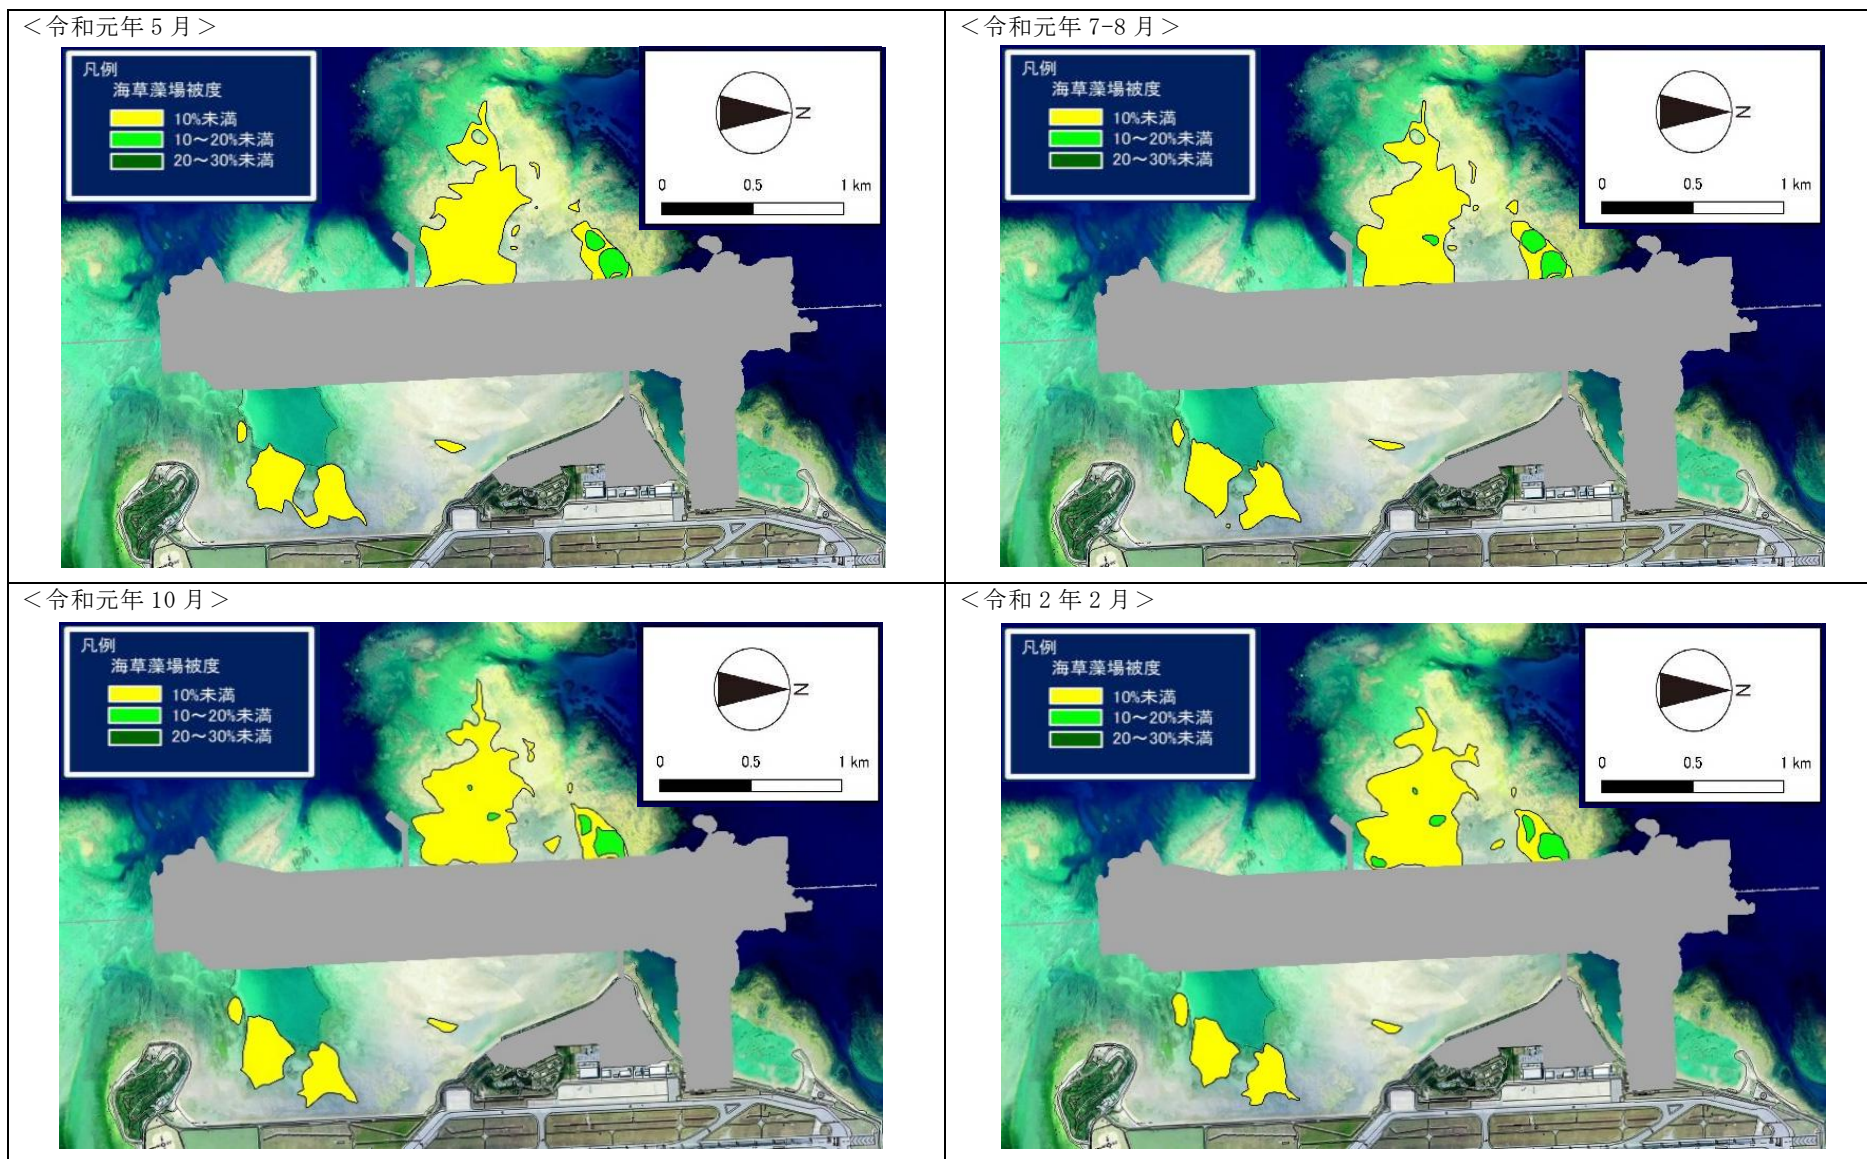 ＜令和元年 5 月＞
凡例
海草藻場被度
10%未満
10～20%未満
20～30%未満
N
0 0.5 1 km
＜令和元年 7-8 月＞
凡例
海草藻場被度
10%未満
10～20%未満
20～30%未満
N
0 0.5 1 km
＜令和元年 10 月＞
凡例
海草藻場被度
10%未満
10～20%未満
20～30%未満
N
0 0.5 1 km
＜令和 2 年 2 月＞
凡例
海草藻場被度
10%未満
10～20%未満
20～30%未満
N
0 0.5 1 km